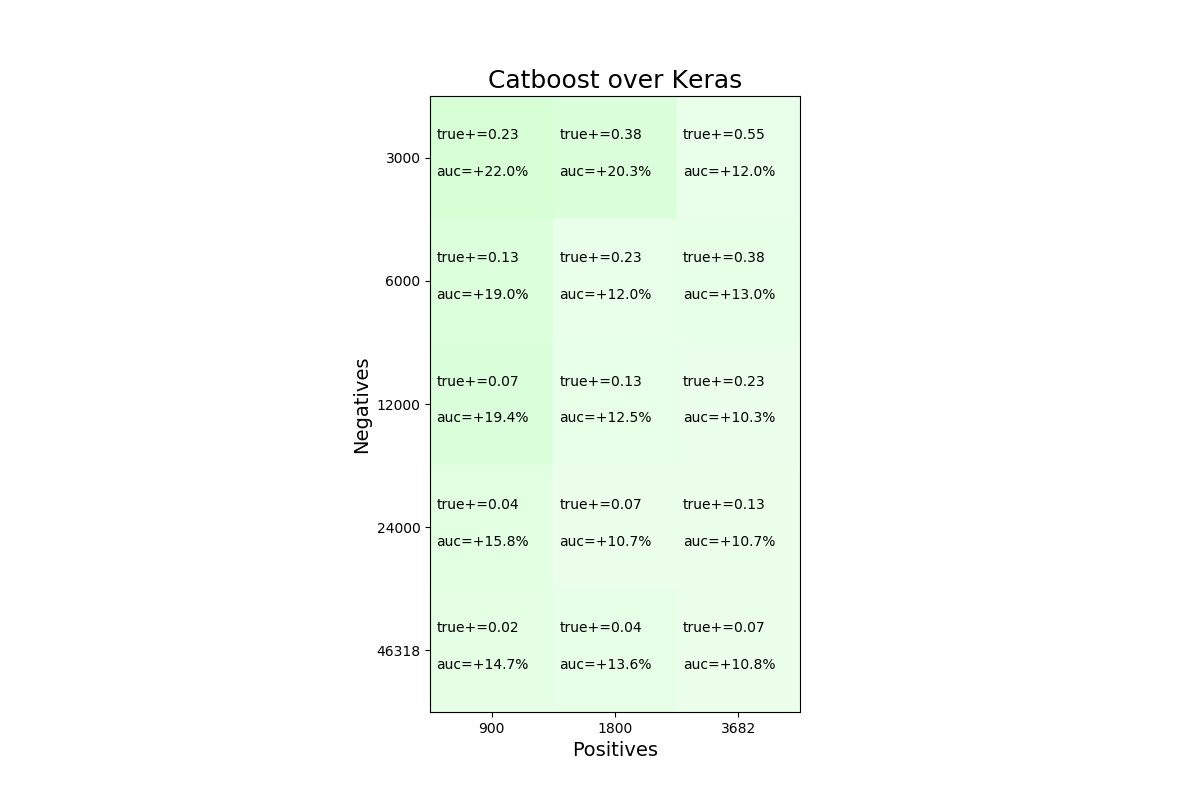 Catboost over Keras
true+=0.23 true+=0.38 true+=0.55
3000
auc=+22.0% auc=+20.3% auc=+12.0%
true+=0.13 true+=0.23 true+=0.38
6000
auc=+19.0% auc=+12.0% auc=+13.0%
true+=0.07 true+=0.13 true+=0.23
Negatives
12000
auc=+19.4% auc=+12.5% auc=+10.3%
true+=0.04 true+=0.07 true+=0.13
24000
auc=+15.8% auc=+10.7% auc=+10.7%
true+=0.02 true+=0.04 true+=0.07
46318
auc=+14.7% auc=+13.6% auc=+10.8%
900 1800 3682
Positives